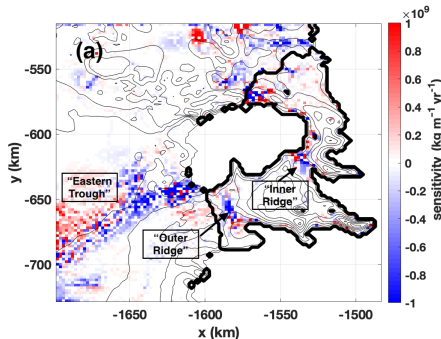 ×10⁹
(a)
-550
-600
-650
-700
y (km)
"Eastern
Trough"
"Inner
Ridge"
"Outer
Ridge"
-1650
-1600
-1550
-1500
x (km)
1
0.8
0.6
0.4
0.2
0
-0.2
-0.4
-0.6
-0.8
-1
sensitivity (kg m⁻¹ yr⁻¹)